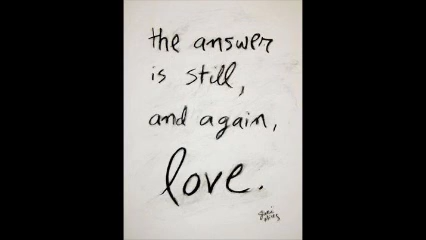 the answer
is still,
and again,
love.